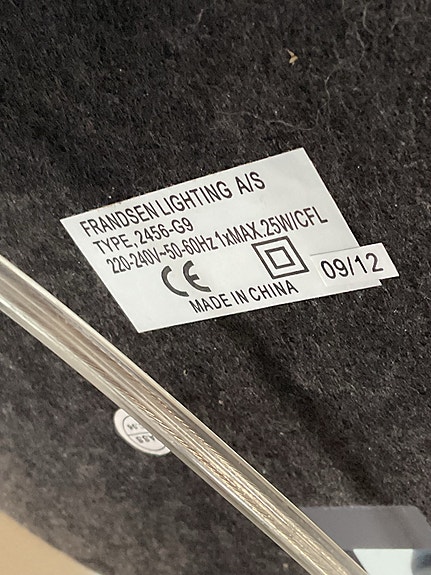 FRANDSEN LIGHTING A/S
TYPE, 2456-G9
220-240V~50-60Hz 1xMAX.25W/CFL
CE
09/12
MADE IN CHINA